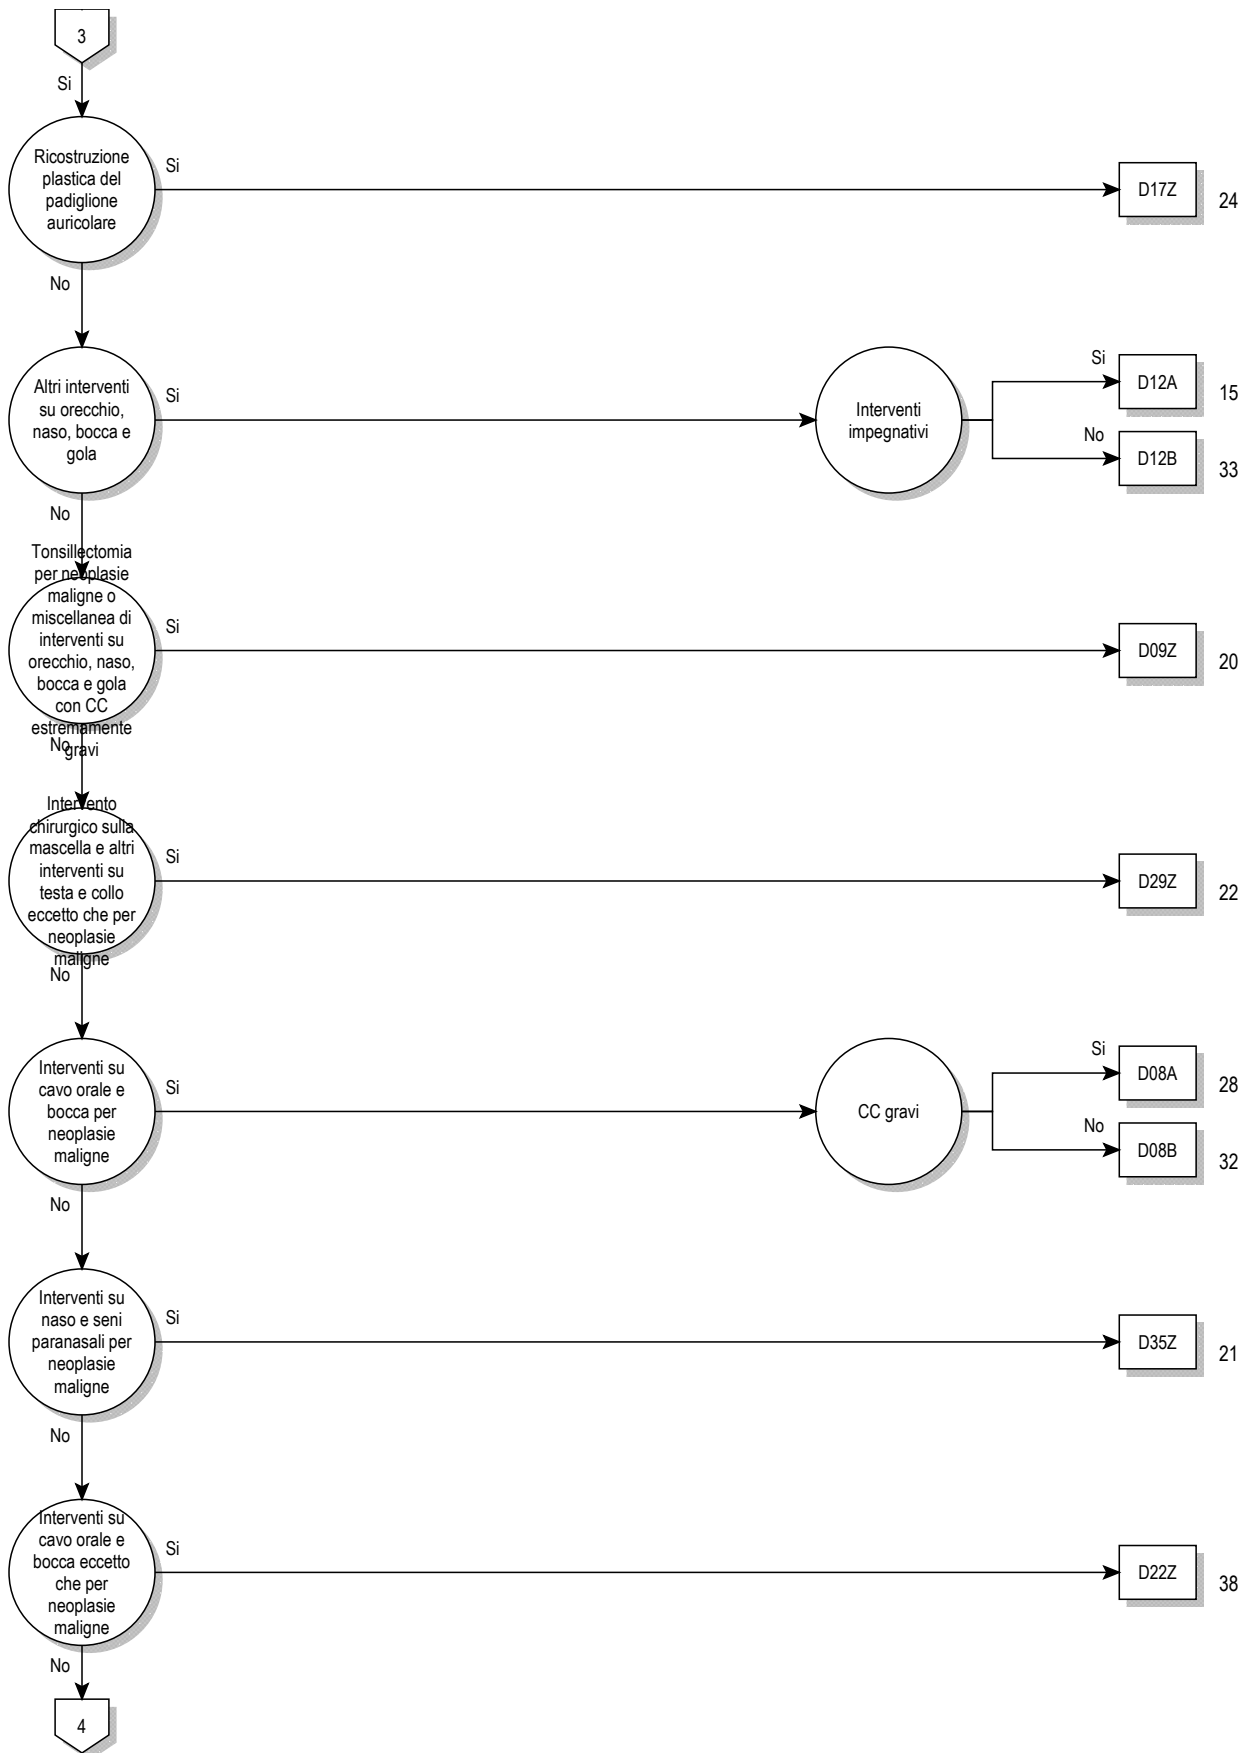 3
Si
Ricostruzione
plastica del
padiglione
auricolare
Si
D17Z
24
No
Altri interventi
su orecchio,
naso, bocca e
gola
Si
Interventi
impegnativi
Si
D12A
15
No
D12B
33
No
Tonsillectomia
per neoplasie
maligne o
miscellanea di
interventi su
orecchio, naso,
bocca e gola
con CC
estremamente
gravi
Si
D09Z
20
No
Intervento
chirurgico sulla
mascella e altri
interventi su
testa e collo
eccetto che per
neoplasie
maligne
Si
D29Z
22
No
Interventi su
cavo orale e
bocca per
neoplasie
maligne
Si
CC gravi
Si
D08A
28
No
D08B
32
No
Interventi su
naso e seni
paranasali per
neoplasie
maligne
Si
D35Z
21
No
Interventi su
cavo orale e
bocca eccetto
che per
neoplasie
maligne
Si
D22Z
38
No
4